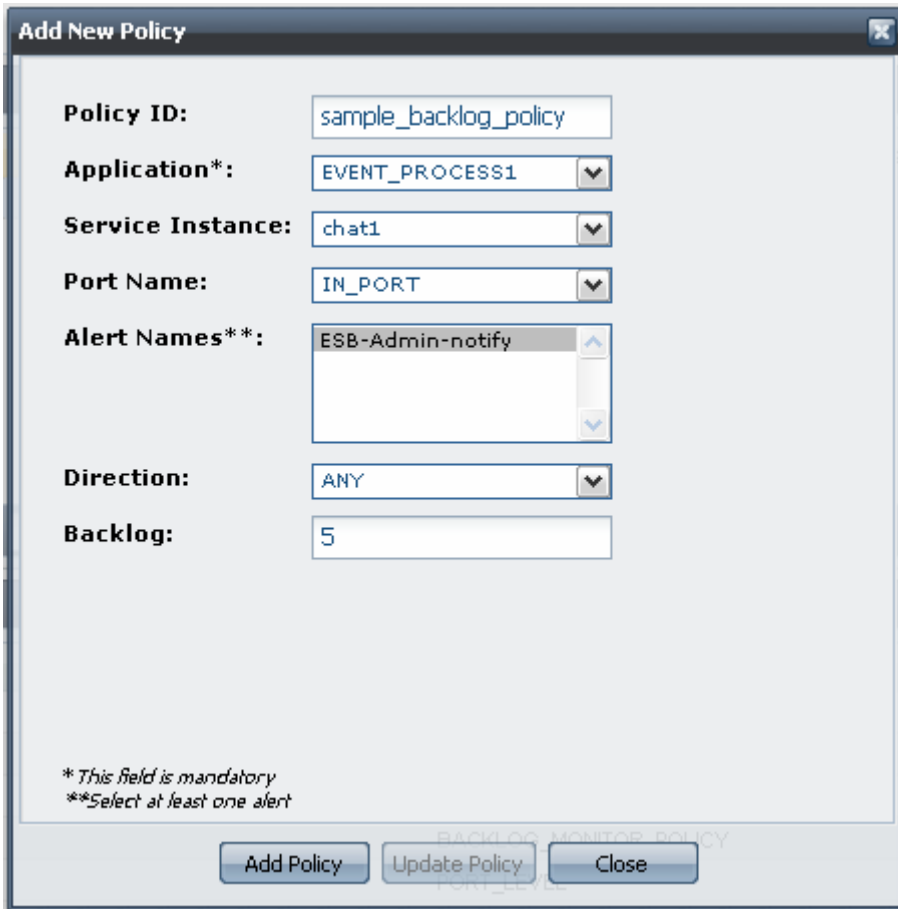 Add New Policy
Policy ID: sample_backlog_policy
Application*: EVENT_PROCESS1
Service Instance: chat1
Port Name: IN_PORT
Alert Names**: ESB-Admin-notify
Direction: ANY
Backlog: 5
* This field is mandatory
**Select at least one alert
BACKLOG_MONITOR_POLICY
Add Policy Update Policy Close
PORT_LEVEL